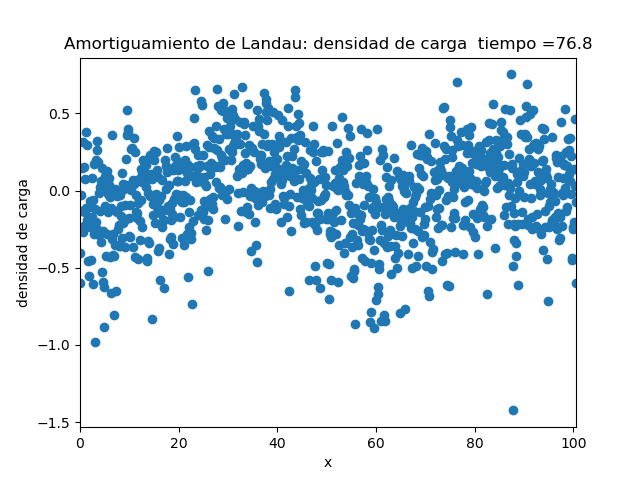 Amortiguamiento de Landau: densidad de carga  tiempo =76.8
densidad de carga
0.5
0.0
−0.5
−1.0
−1.5
0 20 40 60 80 100
x